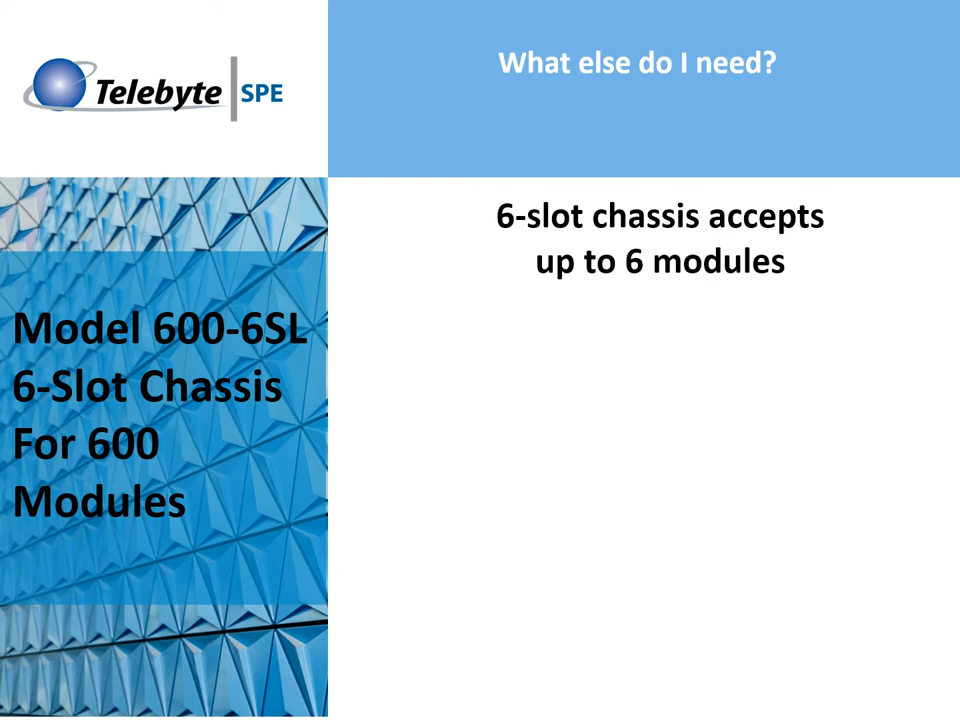 Telebyte SPE
What else do I need?
6-slot chassis accepts
up to 6 modules
Model 600-6SL
6-Slot Chassis
For 600
Modules